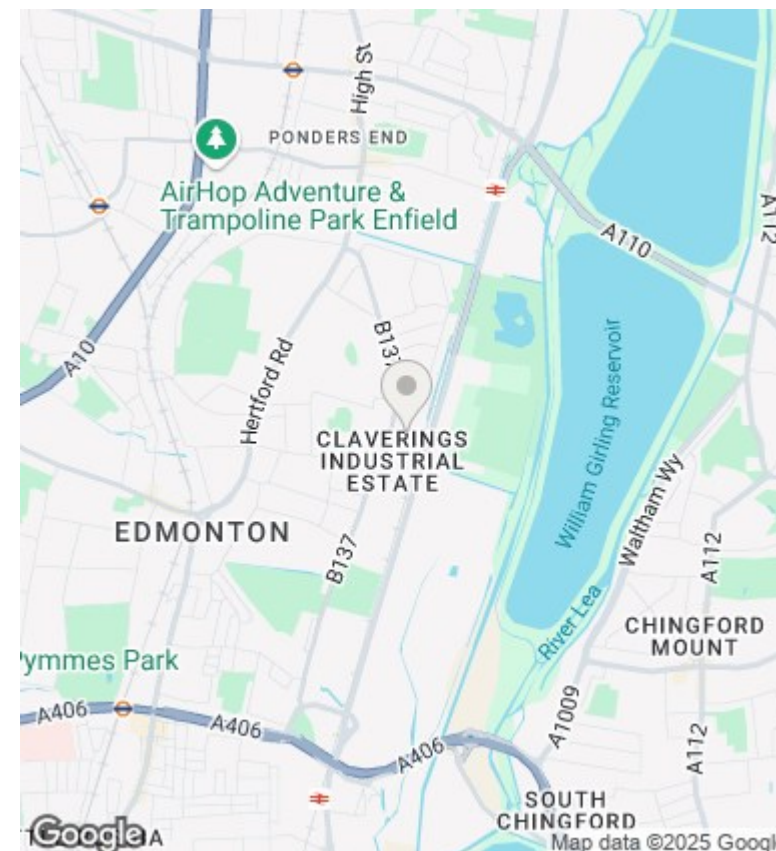 High St
PONDERS END
AirHop Adventure &
Trampoline Park Enfield
A112
A110
A10
Hertford Rd
B137
William Girling Reservoir
CLAVERINGS
INDUSTRIAL
ESTATE
EDMONTON
B137
Waltham Wy
A112
River Lea
CHINGFORD
MOUNT
Pymmes Park
A406
A406
A406
A1009
A112
SOUTH
CHINGFORD
Google
Map data ©2025 Google